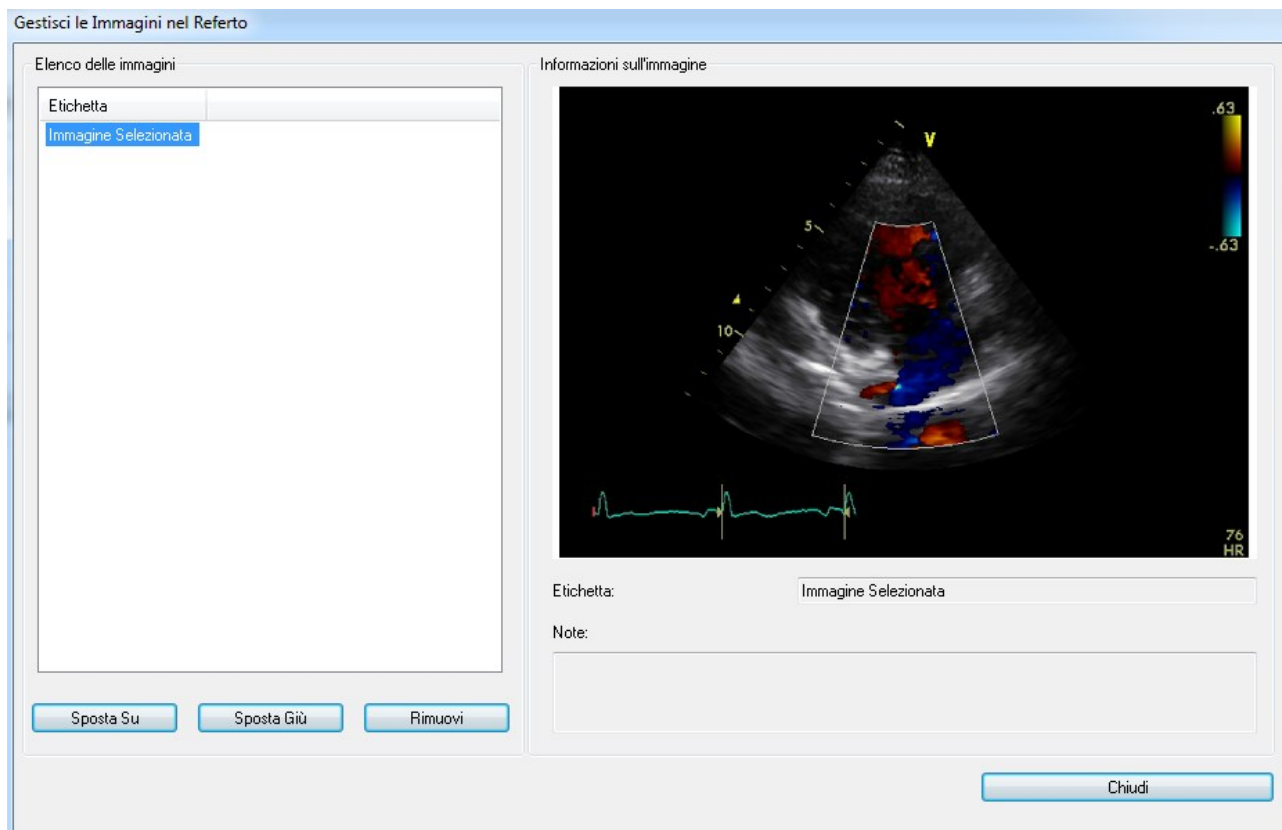 Gestisci le Immagini nel Referto
Elenco delle immagini
Etichetta
Immagine Selezionata
Sposta Su
Sposta Giù
Rimuovi
Informazioni sull'immagine
V
.63
-.63
5
10
76
HR
Etichetta:
Immagine Selezionata
Note:
Chiudi